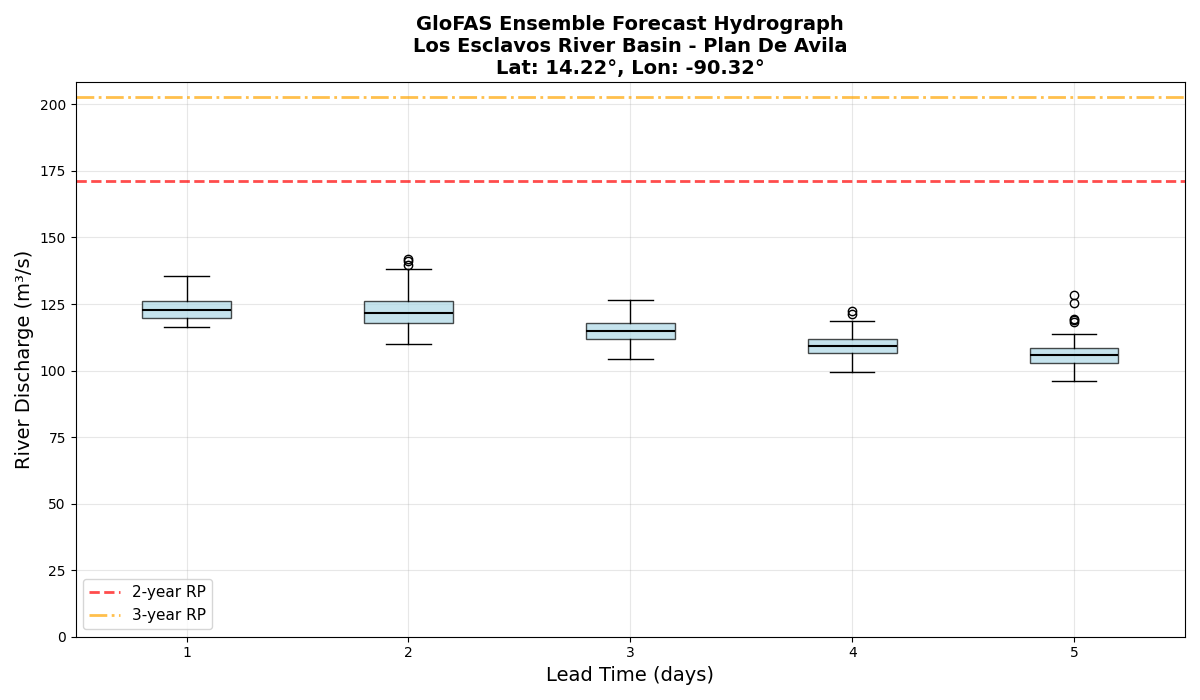 GloFAS Ensemble Forecast Hydrograph
Los Esclavos River Basin - Plan De Avila
Lat: 14.22°, Lon: -90.32°
River Discharge (m³/s)
200
175
150
125
100
75
50
25
0
2-year RP
3-year RP
1 2 3 4 5
Lead Time (days)